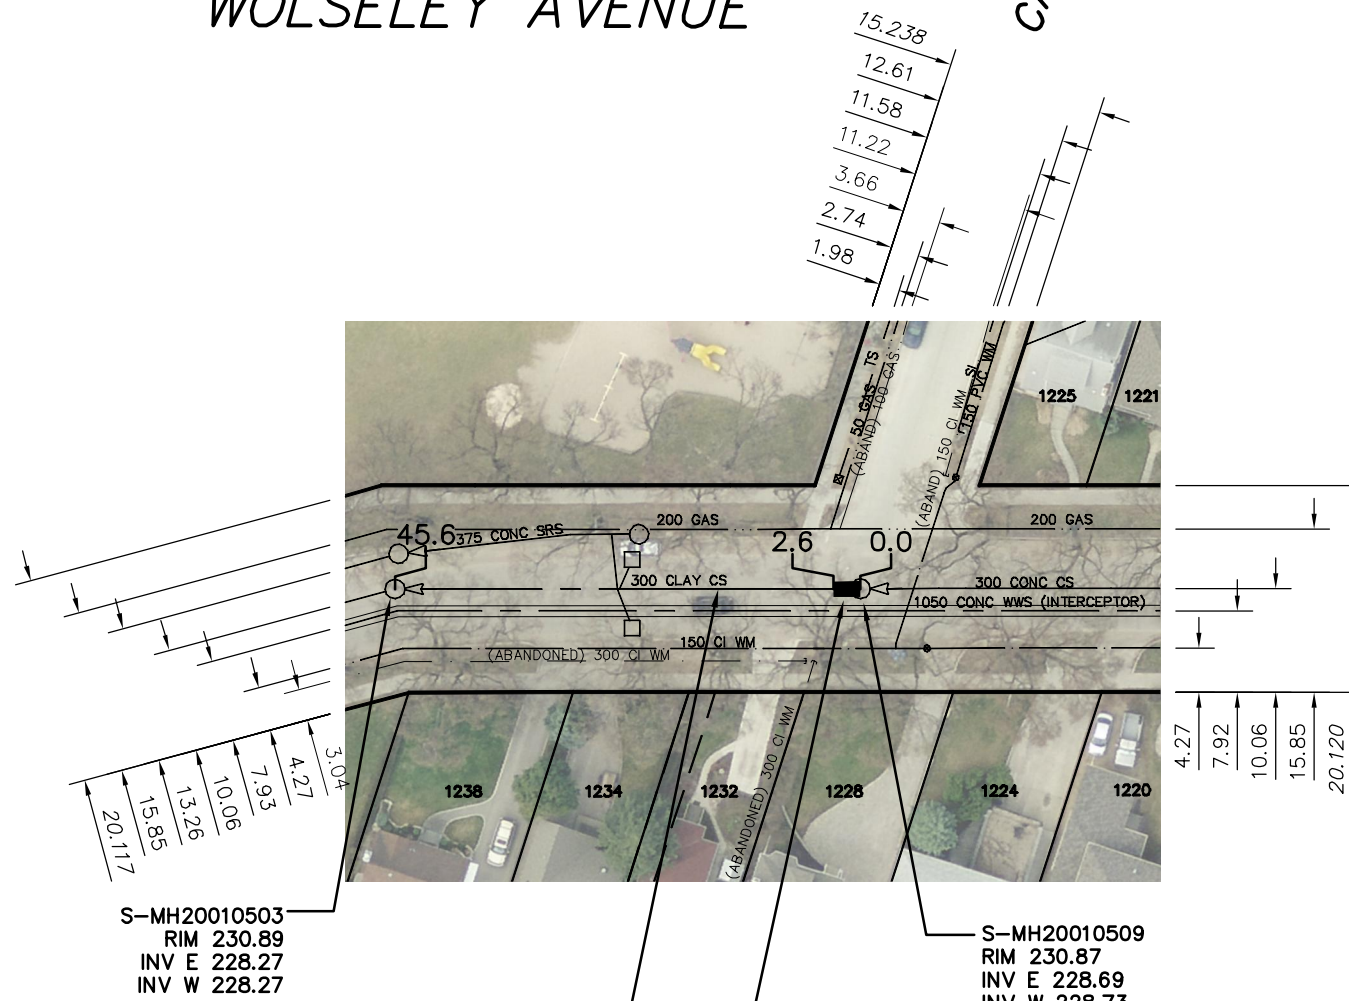 WOLSELEY AVENUE
15.238
12.61
11.58
11.22
3.66
2.74
1.98
50 GAS TS
(ABAND) 100 GAS
(ABAND) 150 CI WM
150 PVC WM
1225
1221
45.6
375 CONC SRS
200 GAS
200 GAS
2.6
0.0
300 CLAY CS
300 CONC CS
1050 CONC WWS (INTERCEPTOR)
150 CI WM
(ABANDONED) 300 CI WM
(ABANDONED) 300 CI WM
1238
1234
1232
1228
1224
1220
3.04
4.27
7.93
10.06
13.26
15.85
20.117
4.27
7.92
10.06
15.85
20.120
S-MH20010503
RIM 230.89
INV E 228.27
INV W 228.27
S-MH20010509
RIM 230.87
INV E 228.69
INV W 228.73